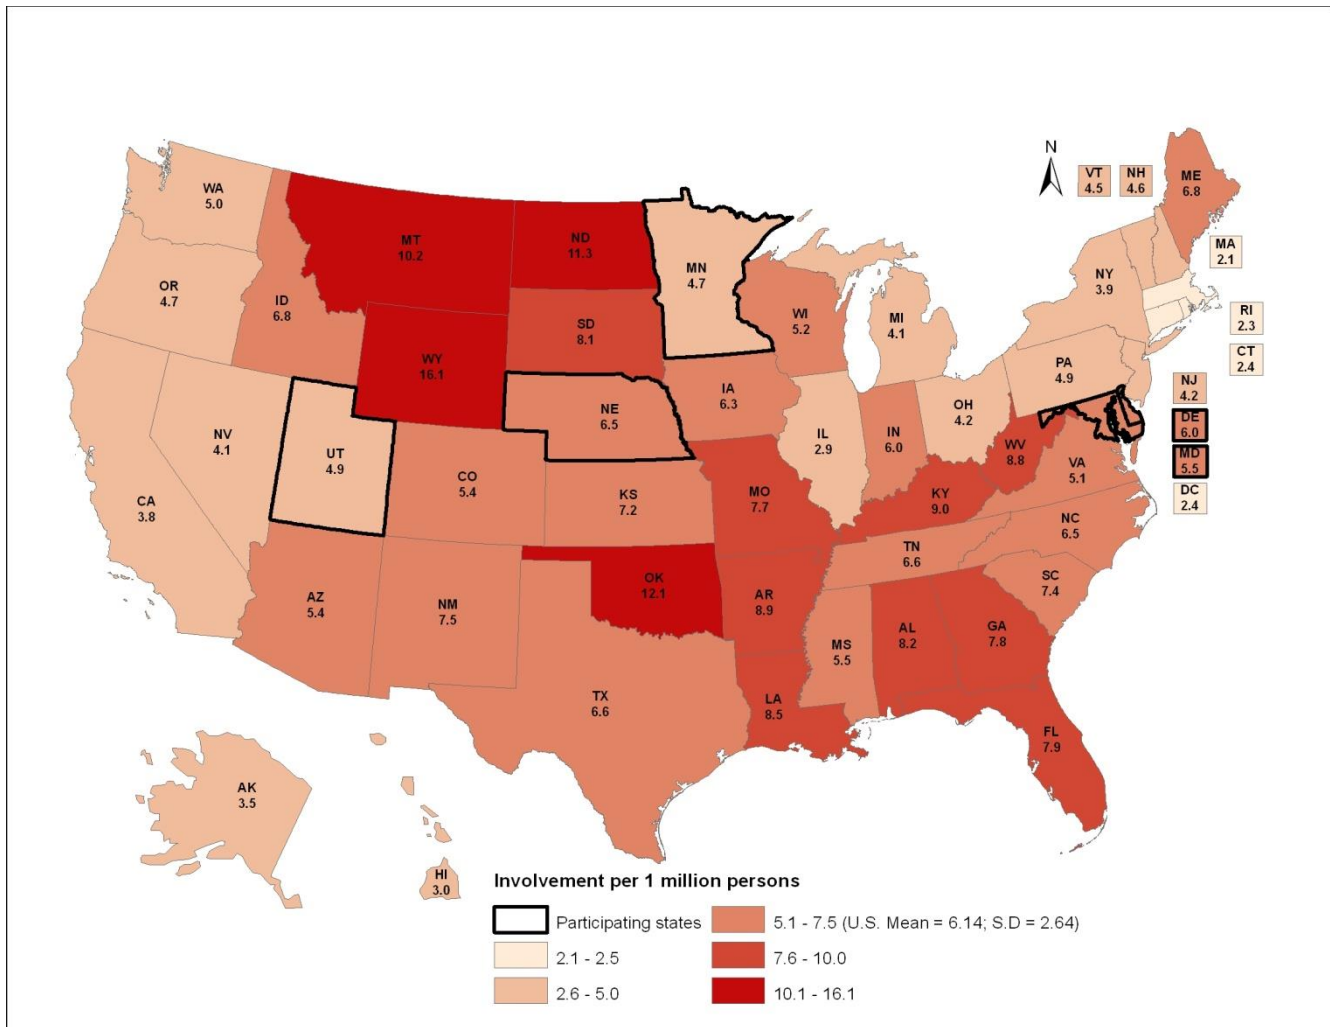 N
VT
4.5
NH
4.6
ME
6.8
WA
5.0
MT
10.2
ND
11.3
MN
4.7
MA
2.1
NY
3.9
OR
4.7
ID
6.8
SD
8.1
WI
5.2
MI
4.1
RI
2.3
WY
16.1
CT
2.4
PA
4.9
NJ
4.2
IA
6.3
NE
6.5
OH
4.2
DE
6.0
NV
4.1
UT
4.9
IL
2.9
IN
6.0
WV
8.8
MD
5.5
VA
5.1
DC
2.4
CA
3.8
CO
5.4
KS
7.2
MO
7.7
KY
9.0
NC
6.5
TN
6.6
OK
12.1
SC
7.4
AZ
5.4
NM
7.5
AR
8.9
MS
5.5
AL
8.2
GA
7.8
TX
6.6
LA
8.5
FL
7.9
AK
3.5
HI
3.0
Involvement per 1 million persons
Participating states
5.1 - 7.5 (U.S. Mean = 6.14; S.D = 2.64)
2.1 - 2.5
7.6 - 10.0
2.6 - 5.0
10.1 - 16.1